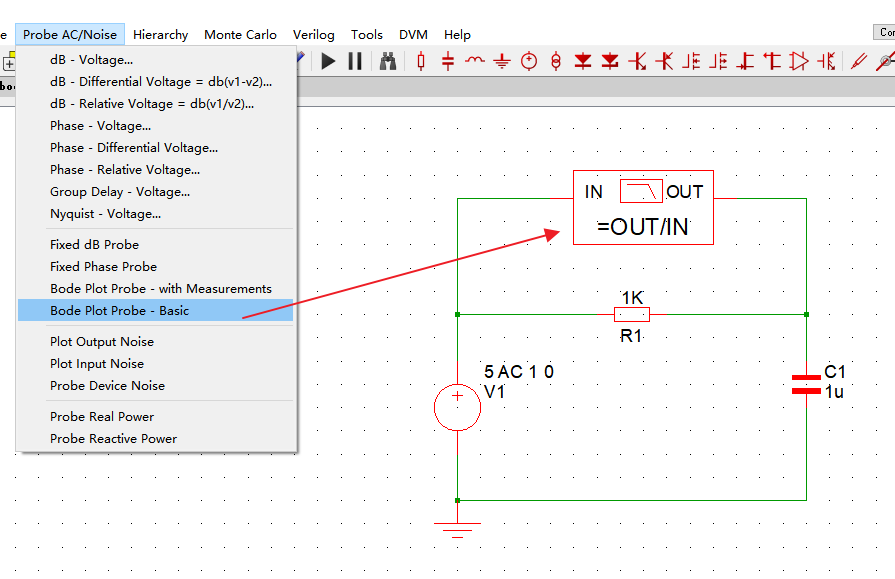 e Probe AC/Noise Hierarchy Monte Carlo Verilog Tools DVM Help
Con
bo
dB - Voltage...
dB - Differential Voltage = db(v1-v2)...
dB - Relative Voltage = db(v1/v2)...
Phase - Voltage...
Phase - Differential Voltage...
Phase - Relative Voltage...
Group Delay - Voltage...
Nyquist - Voltage...
Fixed dB Probe
Fixed Phase Probe
Bode Plot Probe - with Measurements
Bode Plot Probe - Basic
Plot Output Noise
Plot Input Noise
Probe Device Noise
Probe Real Power
Probe Reactive Power
IN OUT
=OUT/IN
1K
R1
5 AC 1 0
V1
C1
1u